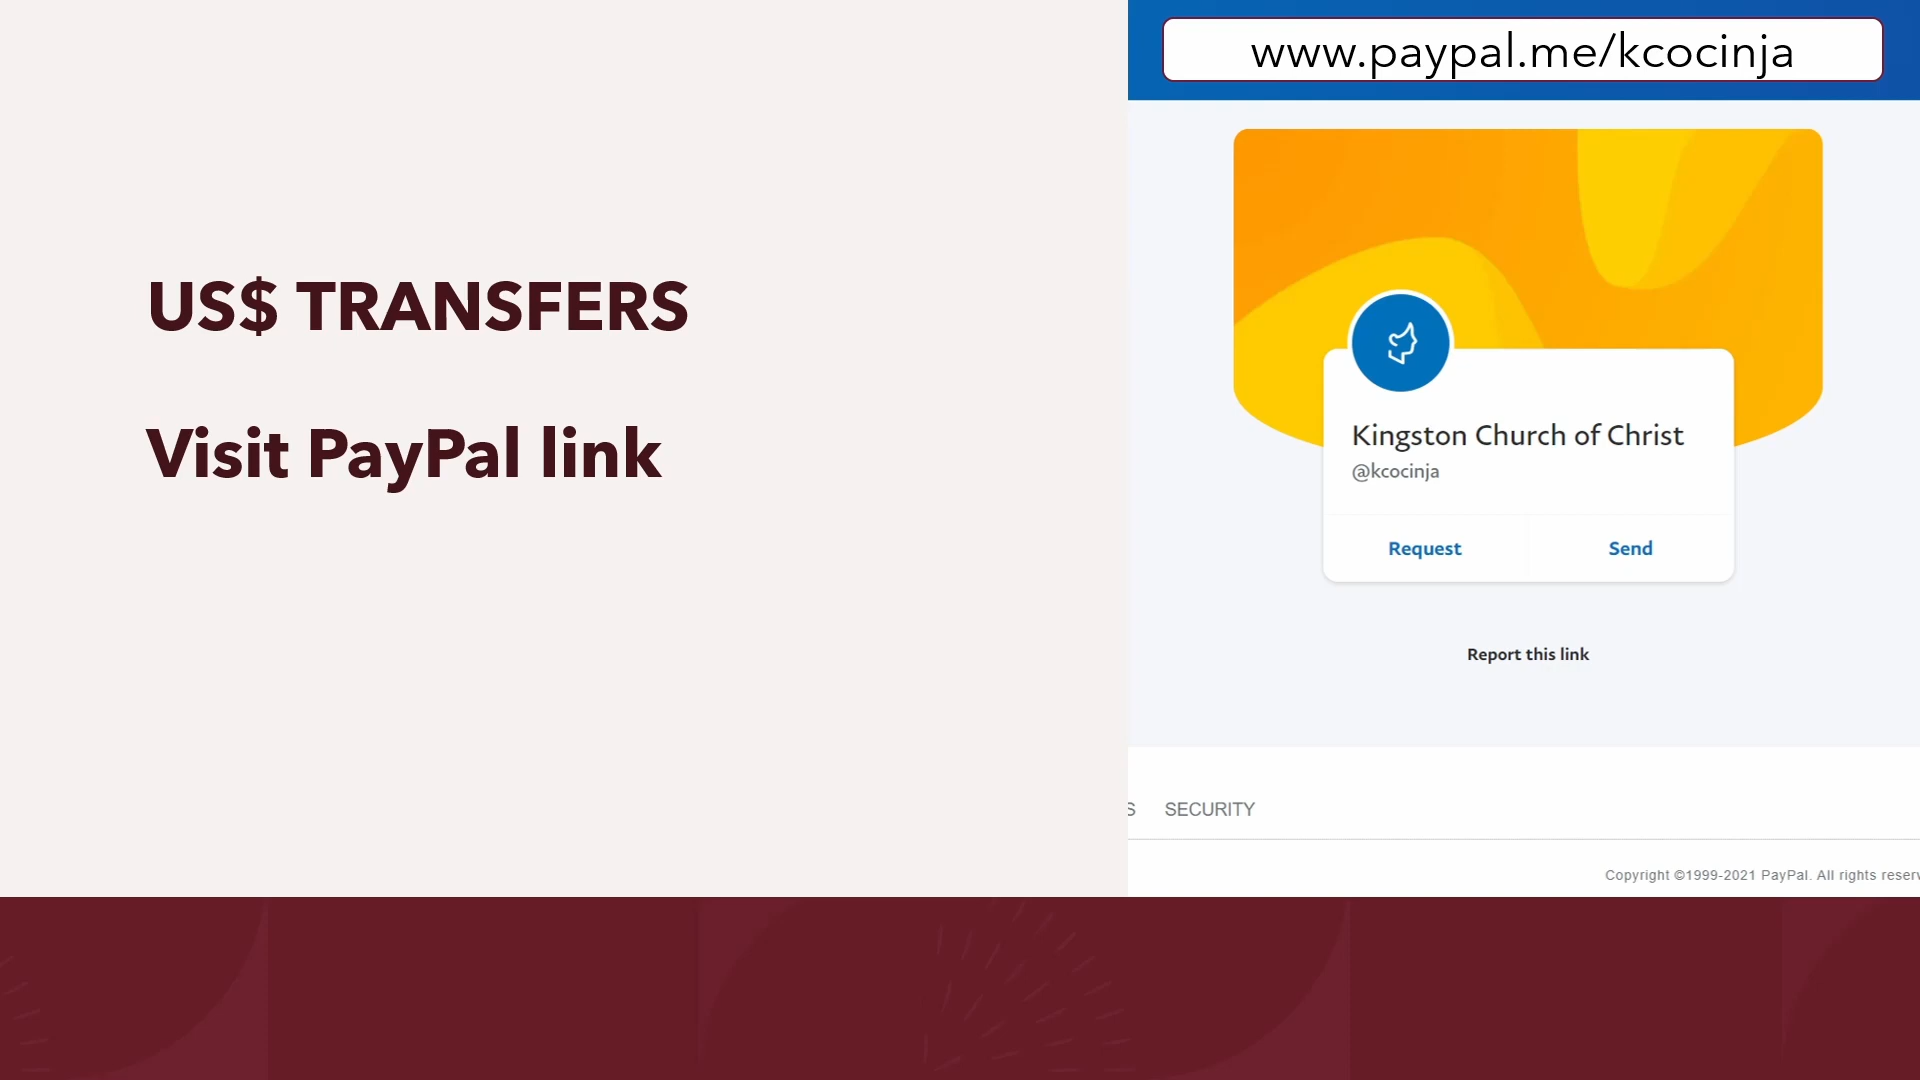 US$ TRANSFERS
Visit PayPal link
www.paypal.me/kcocinja
Kingston Church of Christ
@kcocinja
Request Send
Report this link
S SECURITY
Copyright ©1999-2021 PayPal. All rights reserv